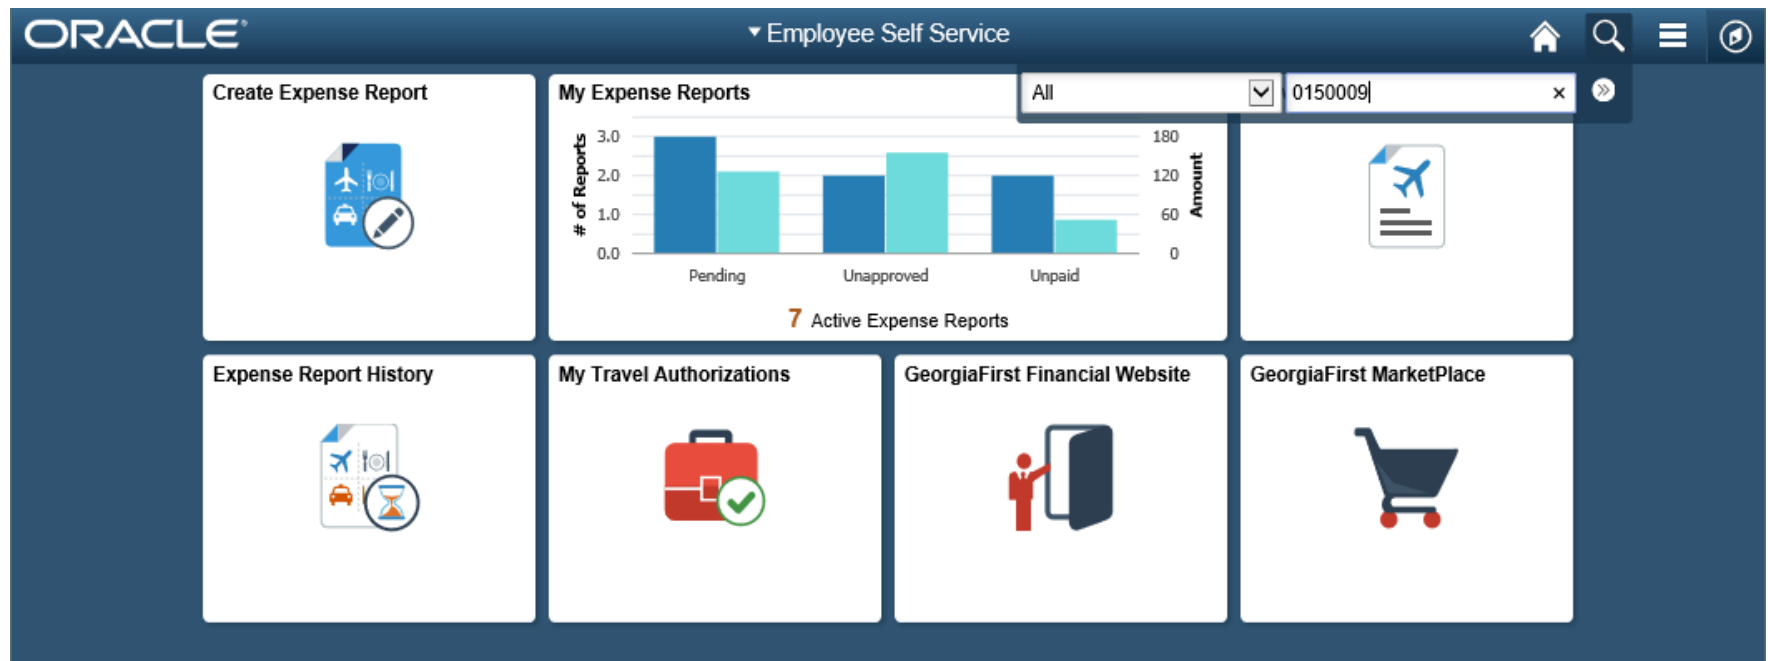 ORACLE
Employee Self Service
All
0150009
Create Expense Report
My Expense Reports
# of Reports
3.0
2.0
1.0
0.0
180
120
60
0
Amount
Pending Unapproved Unpaid
7 Active Expense Reports
Expense Report History
My Travel Authorizations
GeorgiaFirst Financial Website
GeorgiaFirst MarketPlace